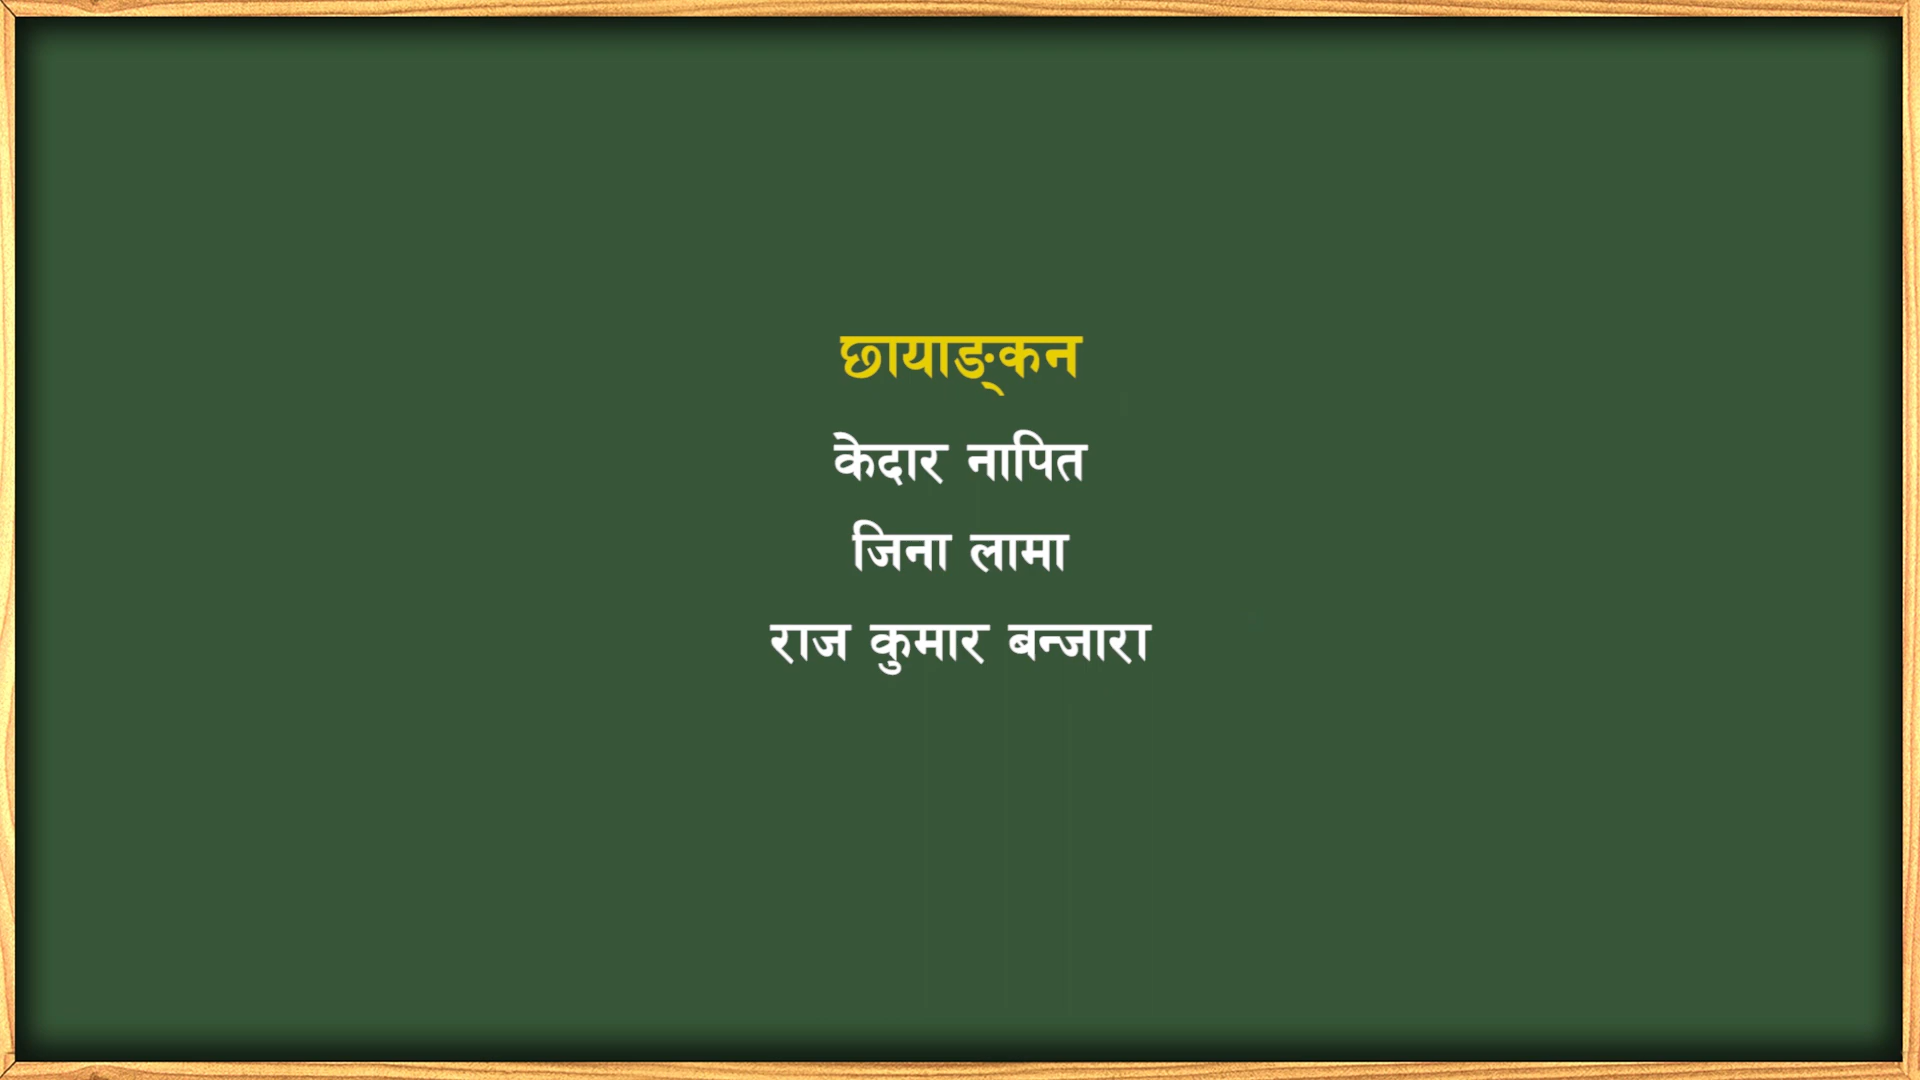 छायाङ्कन
केदार नापित
जिना लामा
राज कुमार बन्जारा